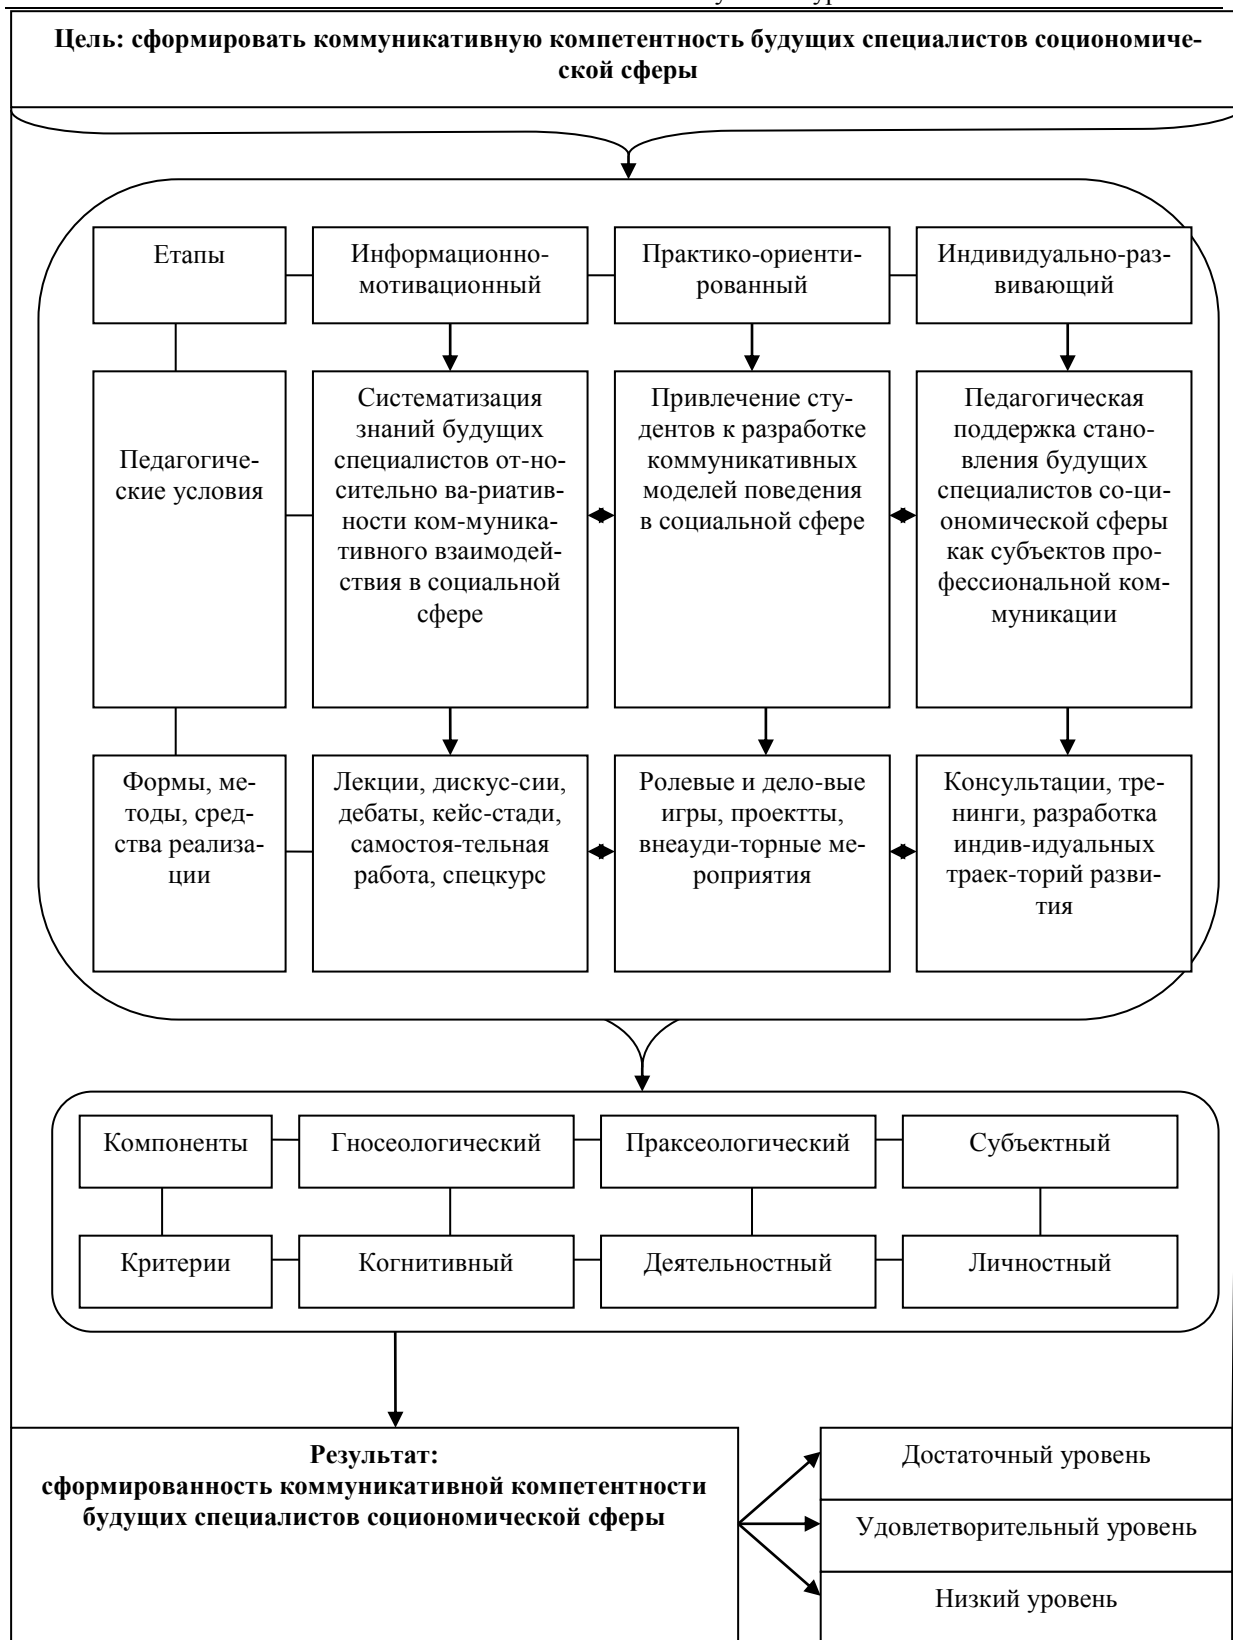 Цель: сформировать коммуникативную компетентность будущих специалистов социономиче-
ской сферы
Етапы
Информационно-
мотивационный
Практико-ориенти-
рованный
Индивидуально-раз-
вивающий
Педагогиче-
ские условия
Систематизация
знаний будущих
специалистов от-но-
сительно ва-риатив-
ности ком-муника-
тивного взаимодей-
ствия в социальной
сфере
Привлечение сту-
дентов к разработке
коммуникативных
моделей поведения
в социальной сфере
Педагогическая
поддержка стано-
вления будущих
специалистов со-ци-
ономической сферы
как субъектов про-
фессиональной ком-
муникации
Формы, ме-
тоды, сред-
ства реализа-
ции
Лекции, дискус-сии,
дебаты, кейс-стади,
самостоя-тельная
работа, спецкурс
Ролевые и дело-вые
игры, проектты,
внеауди-торные ме-
роприятия
Консультации, тре-
нинги, разработка
индив-идуальных
траек-торий разви-
тия
Компоненты
Гносеологический
Праксеологический
Субъектный
Критерии
Когнитивный
Деятельностный
Личностный
Результат:
сформированность коммуникативной компетентности
будущих специалистов социономической сферы
Достаточный уровень
Удовлетворительный уровень
Низкий уровень